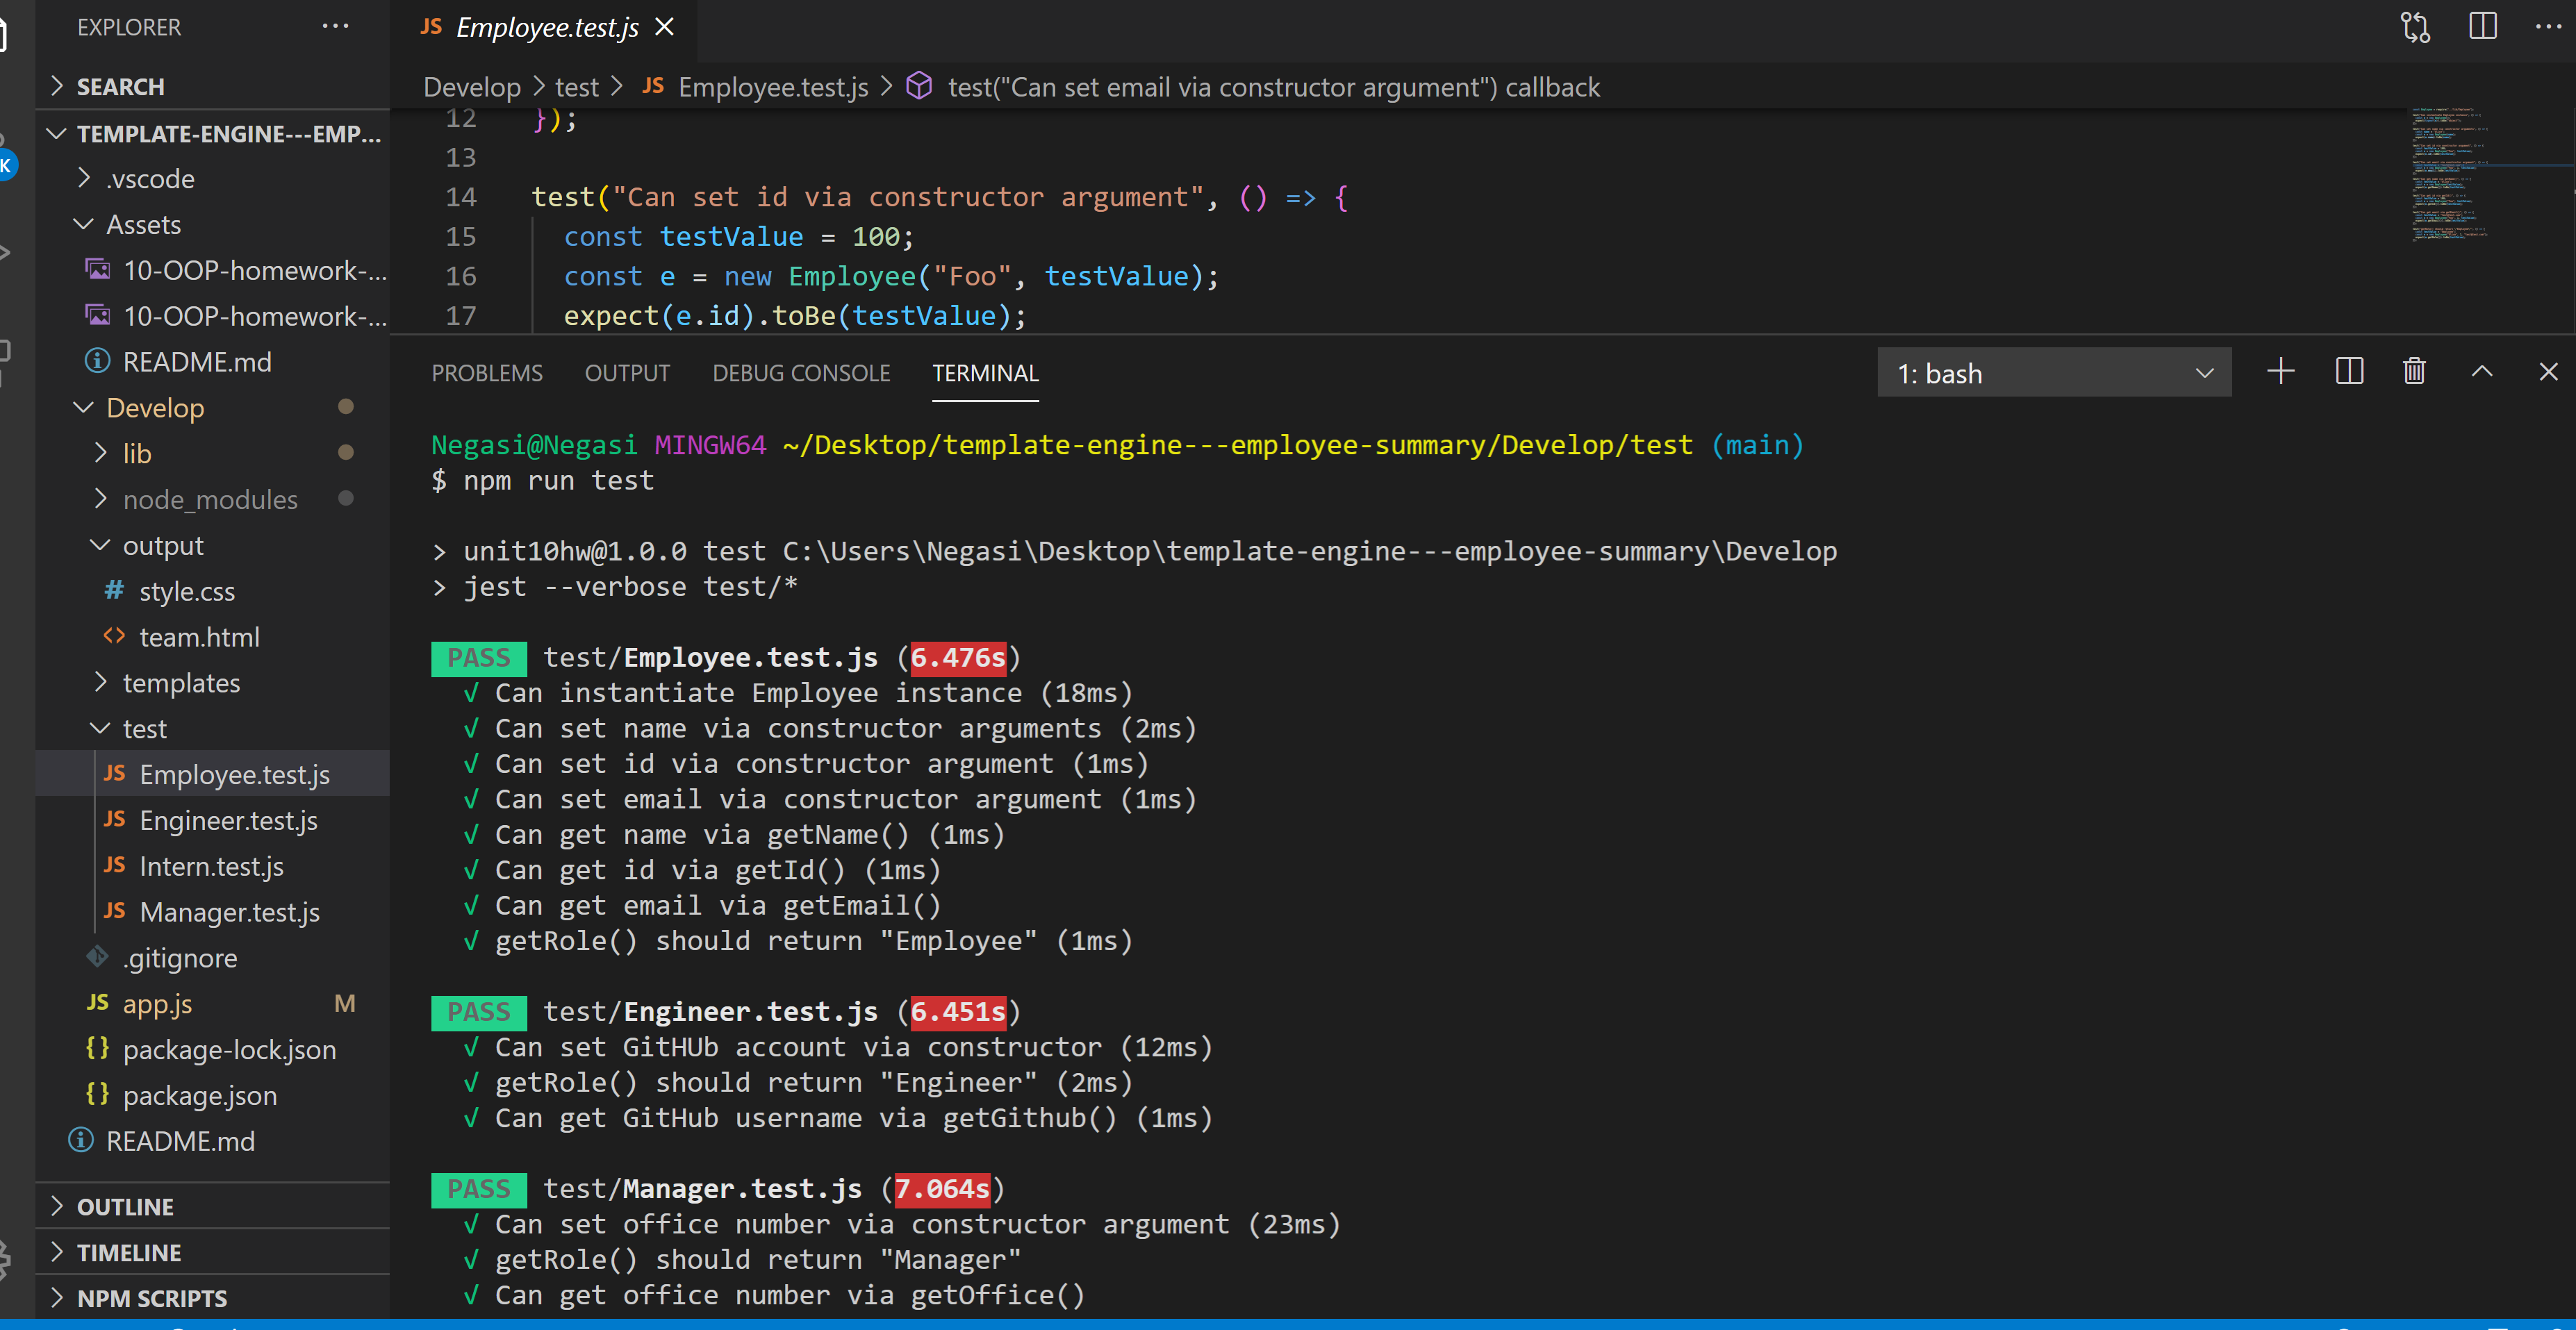 EXPLORER
SEARCH
TEMPLATE-ENGINE---EMP...
.vscode
Assets
10-OOP-homework-...
10-OOP-homework-...
README.md
Develop
lib
node_modules
output
# style.css
<> team.html
templates
test
JS Employee.test.js
JS Engineer.test.js
JS Intern.test.js
JS Manager.test.js
.gitignore
JS app.js M
{} package-lock.json
{} package.json
README.md
OUTLINE
TIMELINE
NPM SCRIPTS
JS Employee.test.js
Develop > test > JS Employee.test.js > test("Can set email via constructor argument") callback
12 });
13
14 test("Can set id via constructor argument", () => {
15 const testValue = 100;
16 const e = new Employee("Foo", testValue);
17 expect(e.id).toBe(testValue);
PROBLEMS OUTPUT DEBUG CONSOLE TERMINAL 1: bash
Negasi@Negasi MINGW64 ~/Desktop/template-engine---employee-summary/Develop/test (main)
$ npm run test
> unit10hw@1.0.0 test C:\Users\Negasi\Desktop\template-engine---employee-summary\Develop
> jest --verbose test/*
PASS test/Employee.test.js (6.476s)
√ Can instantiate Employee instance (18ms)
√ Can set name via constructor arguments (2ms)
√ Can set id via constructor argument (1ms)
√ Can set email via constructor argument (1ms)
√ Can get name via getName() (1ms)
√ Can get id via getId() (1ms)
√ Can get email via getEmail()
√ getRole() should return "Employee" (1ms)
PASS test/Engineer.test.js (6.451s)
√ Can set GitHUb account via constructor (12ms)
√ getRole() should return "Engineer" (2ms)
√ Can get GitHub username via getGithub() (1ms)
PASS test/Manager.test.js (7.064s)
√ Can set office number via constructor argument (23ms)
√ getRole() should return "Manager"
√ Can get office number via getOffice()